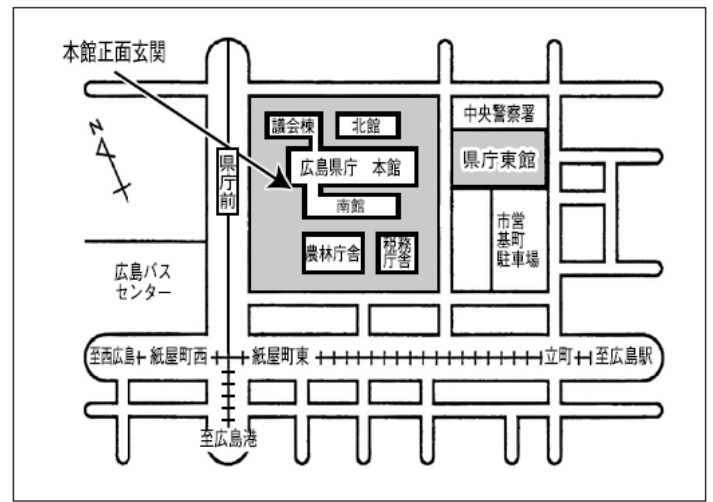 本館正面玄関
N
中央警察署
議会棟
北館
県庁東館
広島県庁 本館
県庁前
南館
市営
基町
駐車場
農林庁舎
税務
庁舎
広島バス
センター
至西広島
紙屋町西
紙屋町東
立町
至広島駅
至広島港